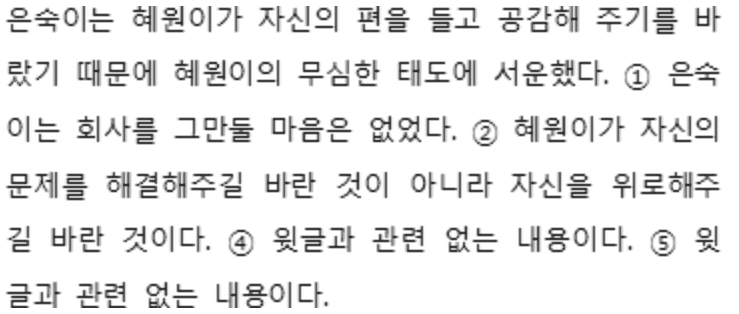 은숙이는 혜원이가 자신의 편을 들고 공감해 주기를 바
랐기 때문에 혜원이의 무심한 태도에 서운했다. ① 은숙
이는 회사를 그만둘 마음은 없었다. ② 혜원이가 자신의
문제를 해결해주길 바란 것이 아니라 자신을 위로해주
길 바란 것이다. ④ 윗글과 관련 없는 내용이다. ⑤ 윗
글과 관련 없는 내용이다.